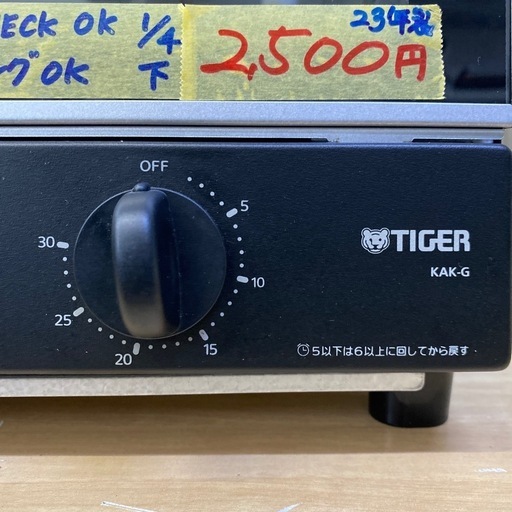 ECK OK 1/4
グOK 下
23年製
2,500円
OFF
5
10
15
20
25
30
TIGER
KAK-G
5以下は6以上に回してから戻す